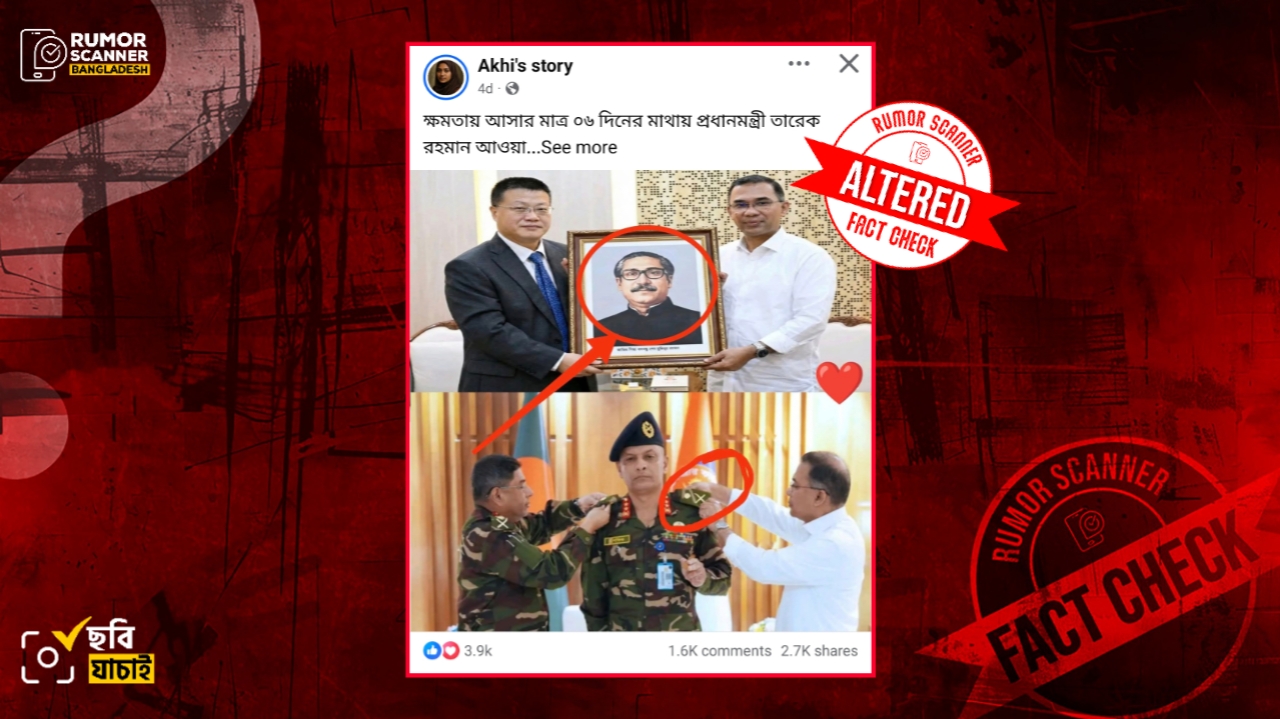 RUMOR
SCANNER
BANGLADESH
Akhi's story
4d
ক্ষমতায় আসার মাত্র ০৬ দিনের মাথায় প্রধানমন্ত্রী তারেক
রহমান আওয়া...See more
RUMOR SCANNER
ALTERED
FACT CHECK
3.9k
1.6K comments 2.7K shares
RUMOR SCANNER
FACT CHECK
ছবি
যাচাই